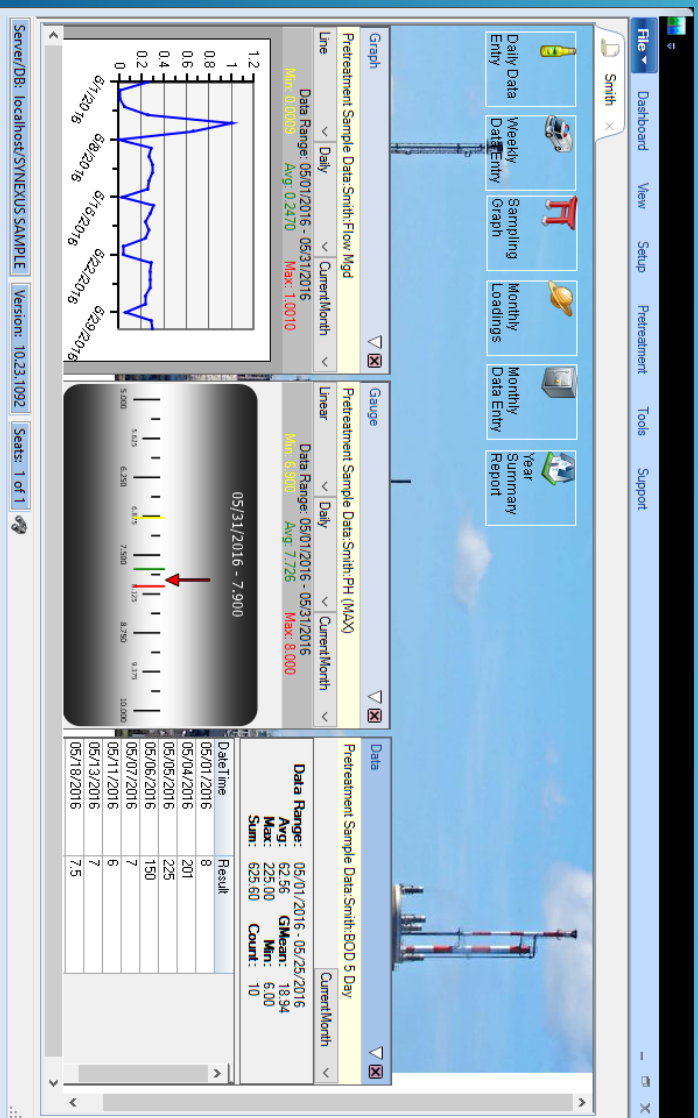 File Dashboard View Setup Pretreatment Tools Support
Smith
Daily Data Entry
Weekly Data Entry
Sampling Graph
Monthly Loadings
Monthly Data Entry
Year Summary Report
Graph
Pretreatment Sample Data:Smith:Flow Mgd
Line Daily CurrentMonth
Data Range: 05/01/2016 - 05/31/2016
Min: 0.0009 Avg: 0.2470 Max: 1.0010
1.2
1
0.8
0.6
0.4
0.2
0
6/1/2016 6/8/2016 6/15/2016 6/22/2016 6/29/2016
Gauge
Pretreatment Sample Data:Smith:PH (MAX)
Linear Daily CurrentMonth
Data Range: 05/01/2016 - 05/31/2016
Min: 6.900 Avg: 7.726 Max: 8.000
05/31/2016 - 7.900
5.000 5.625 6.250 6.875 7.500 8.125 8.750 9.375 10.000
Data
Pretreatment Sample Data:Smith:BOD 5 Day
CurrentMonth
Data Range: 05/01/2016 - 05/25/2016
Avg: 62.56 GMean: 18.94
Max: 225.00 Min: 6.00
Sum: 625.60 Count: 10
DateTime Result
05/01/2016 8
05/04/2016 201
05/05/2016 225
05/06/2016 150
05/07/2016 7
05/11/2016 6
05/13/2016 7
05/18/2016 7.5
Server/DB: localhost/SYNEXUS SAMPLE Version: 10.23.1092 Seats: 1 of 1